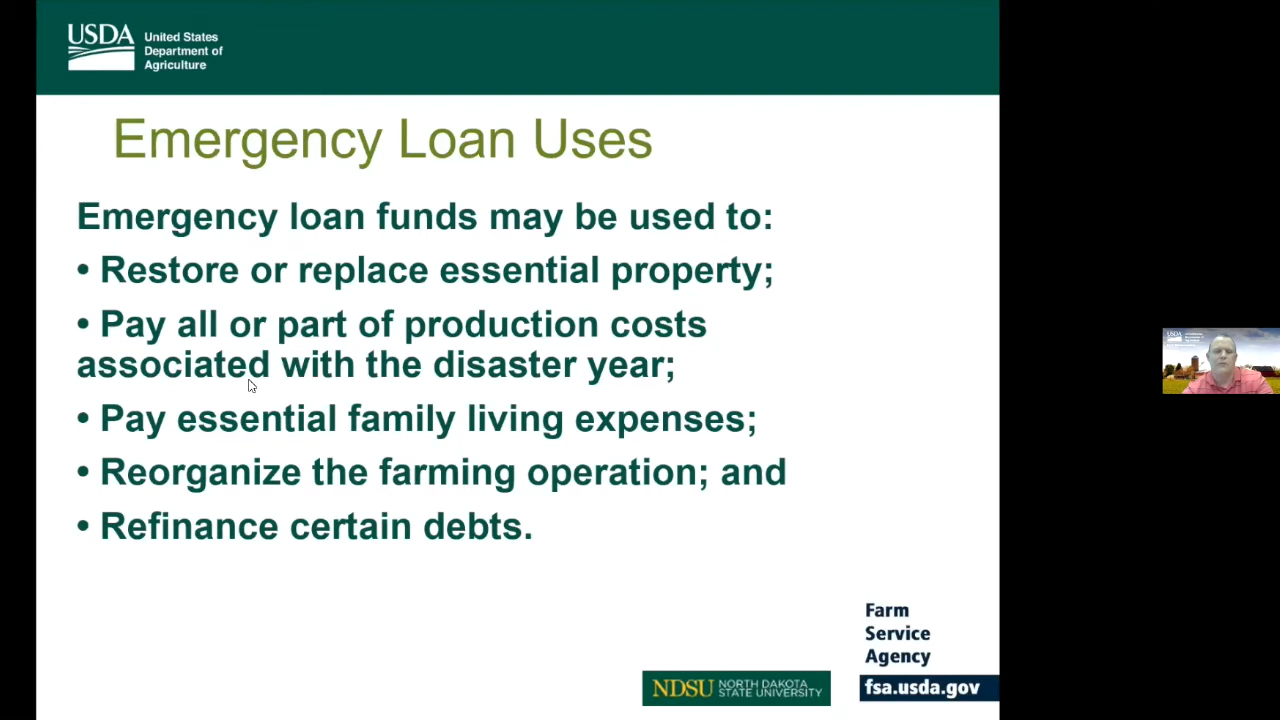 USDA
United States
Department of
Agriculture
Emergency Loan Uses
Emergency loan funds may be used to:
• Restore or replace essential property;
• Pay all or part of production costs
associated with the disaster year;
• Pay essential family living expenses;
• Reorganize the farming operation; and
• Refinance certain debts.
Farm
Service
Agency
fsa.usda.gov
NDSU NORTH DAKOTA
STATE UNIVERSITY
USDA